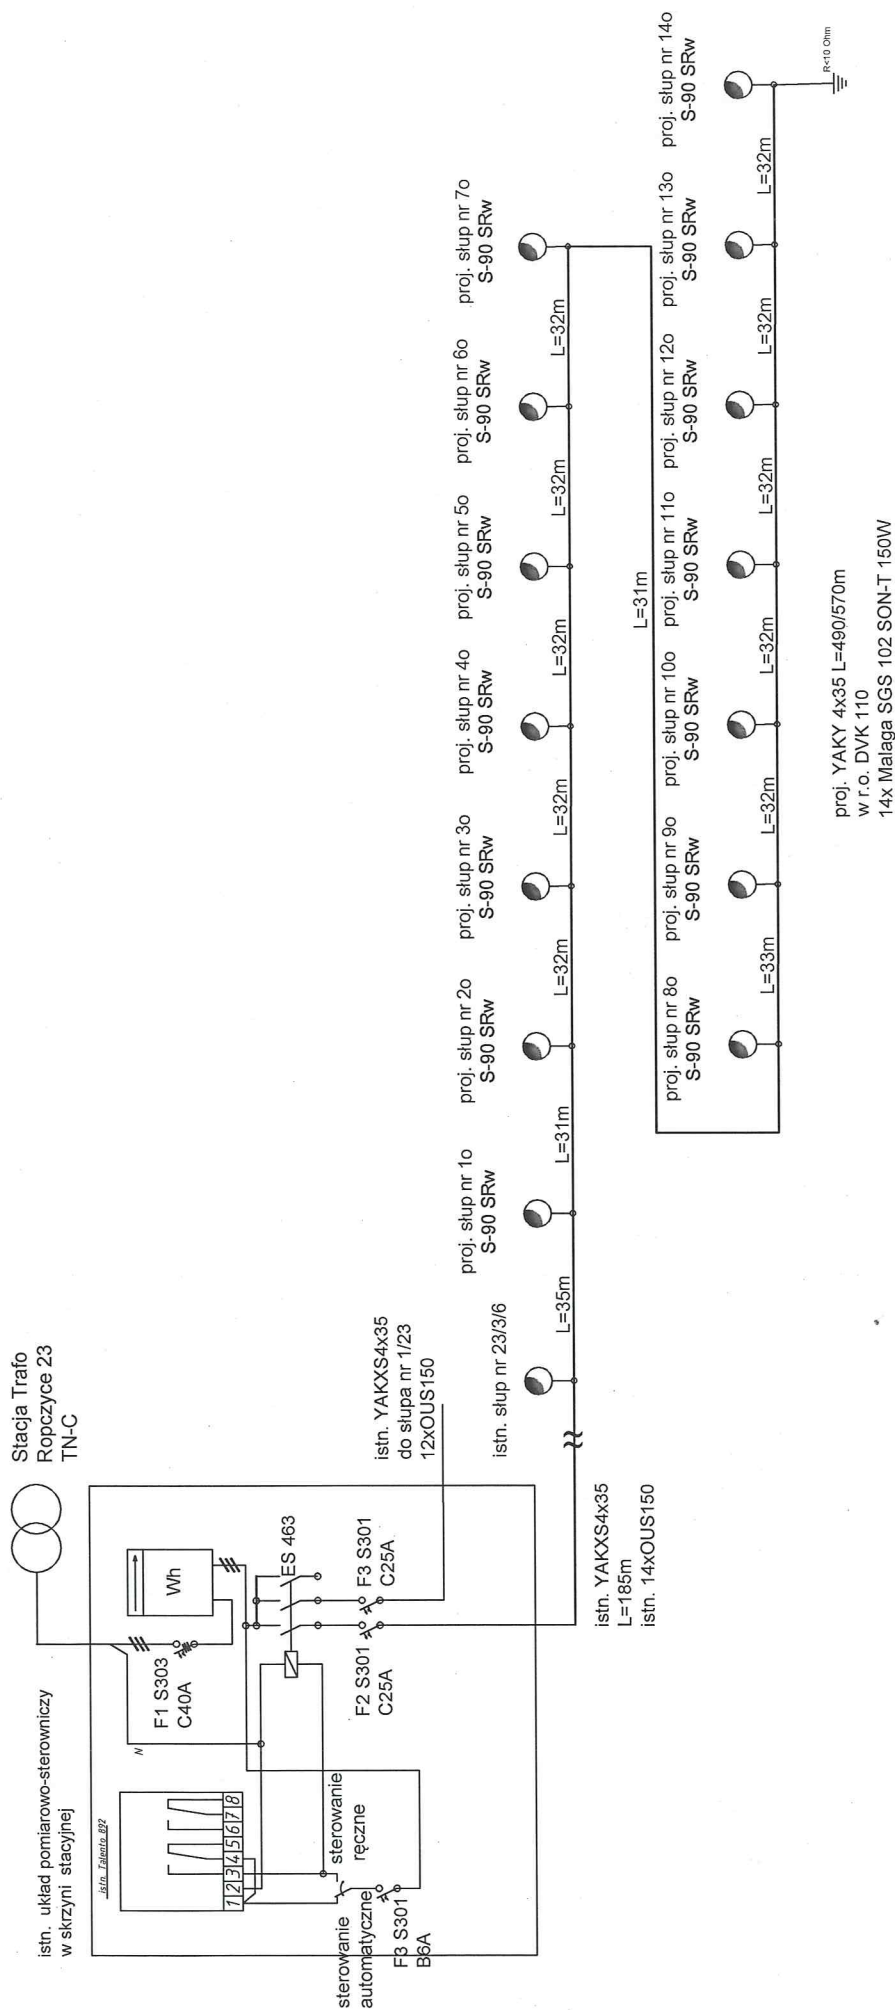 Stacja Trafo
Ropczyce 23
TN-C
istn. układ pomiarowo-sterowniczy
w skrzyni stacyjnej
istn. Talento 892
1 2 3 4 5 6 7 8
N
F1 S303
C40A
Wh
ES 463
F2 S301
C25A
F3 S301
C25A
sterowanie
ręczne
sterowanie
automatyczne
F3 S301
B6A
istn. YAKXS4x35
do słupa nr 1/23
12xOUS150
istn. YAKXS4x35
L=185m
istn. 14xOUS150
istn. słup nr 23/3/6
L=35m
proj. słup nr 1o
S-90 SRw
L=31m
proj. słup nr 2o
S-90 SRw
L=32m
proj. słup nr 3o
S-90 SRw
L=32m
proj. słup nr 4o
S-90 SRw
L=32m
proj. słup nr 5o
S-90 SRw
L=32m
proj. słup nr 6o
S-90 SRw
L=32m
proj. słup nr 7o
S-90 SRw
L=31m
proj. słup nr 8o
S-90 SRw
L=33m
proj. słup nr 9o
S-90 SRw
L=32m
proj. słup nr 10o
S-90 SRw
L=32m
proj. słup nr 11o
S-90 SRw
L=32m
proj. słup nr 12o
S-90 SRw
L=32m
proj. słup nr 13o
S-90 SRw
L=32m
proj. słup nr 14o
S-90 SRw
R<10 Ohm
proj. YAKY 4x35 L=490/570m
w r.o. DVK 110
14x Malaga SGS 102 SON-T 150W